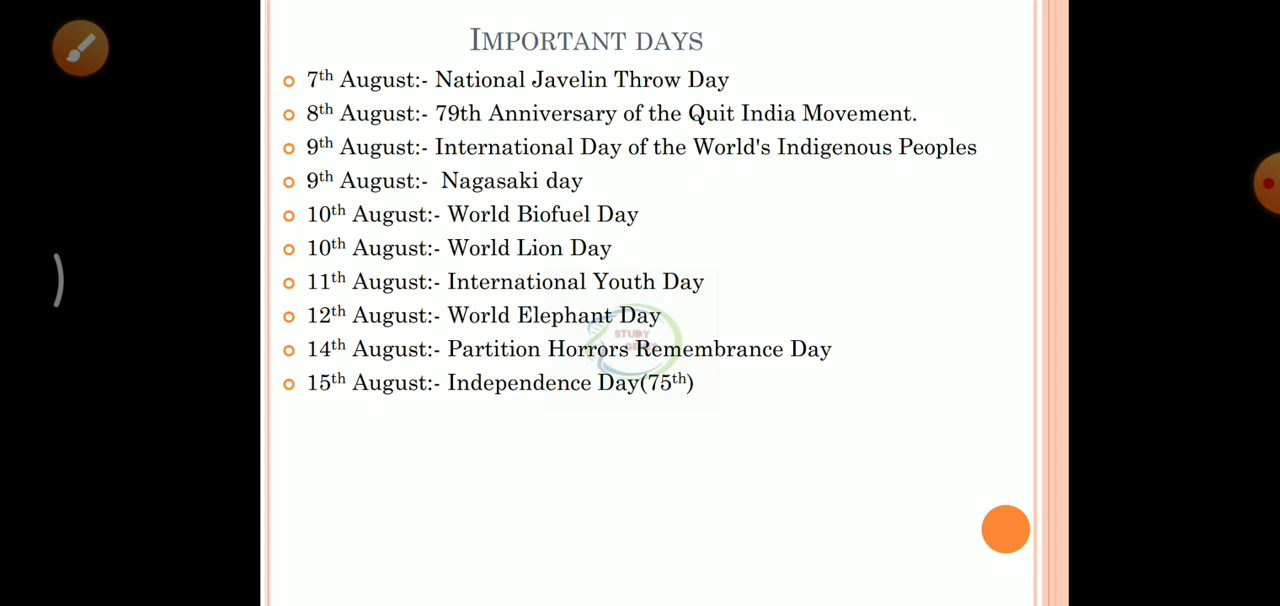 IMPORTANT DAYS
7th August:- National Javelin Throw Day
8th August:- 79th Anniversary of the Quit India Movement.
9th August:- International Day of the World's Indigenous Peoples
9th August:- Nagasaki day
10th August:- World Biofuel Day
10th August:- World Lion Day
11th August:- International Youth Day
12th August:- World Elephant Day
STUDY
14th August:- Partition Horrors Remembrance Day
15th August:- Independence Day(75th)